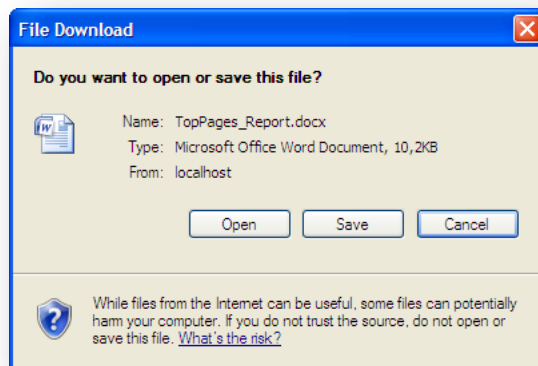 File Download
Do you want to open or save this file?
Name: TopPages_Report.docx
Type: Microsoft Office Word Document, 10,2KB
From: localhost
Open Save Cancel
While files from the Internet can be useful, some files can potentially
harm your computer. If you do not trust the source, do not open or
save this file. What's the risk?